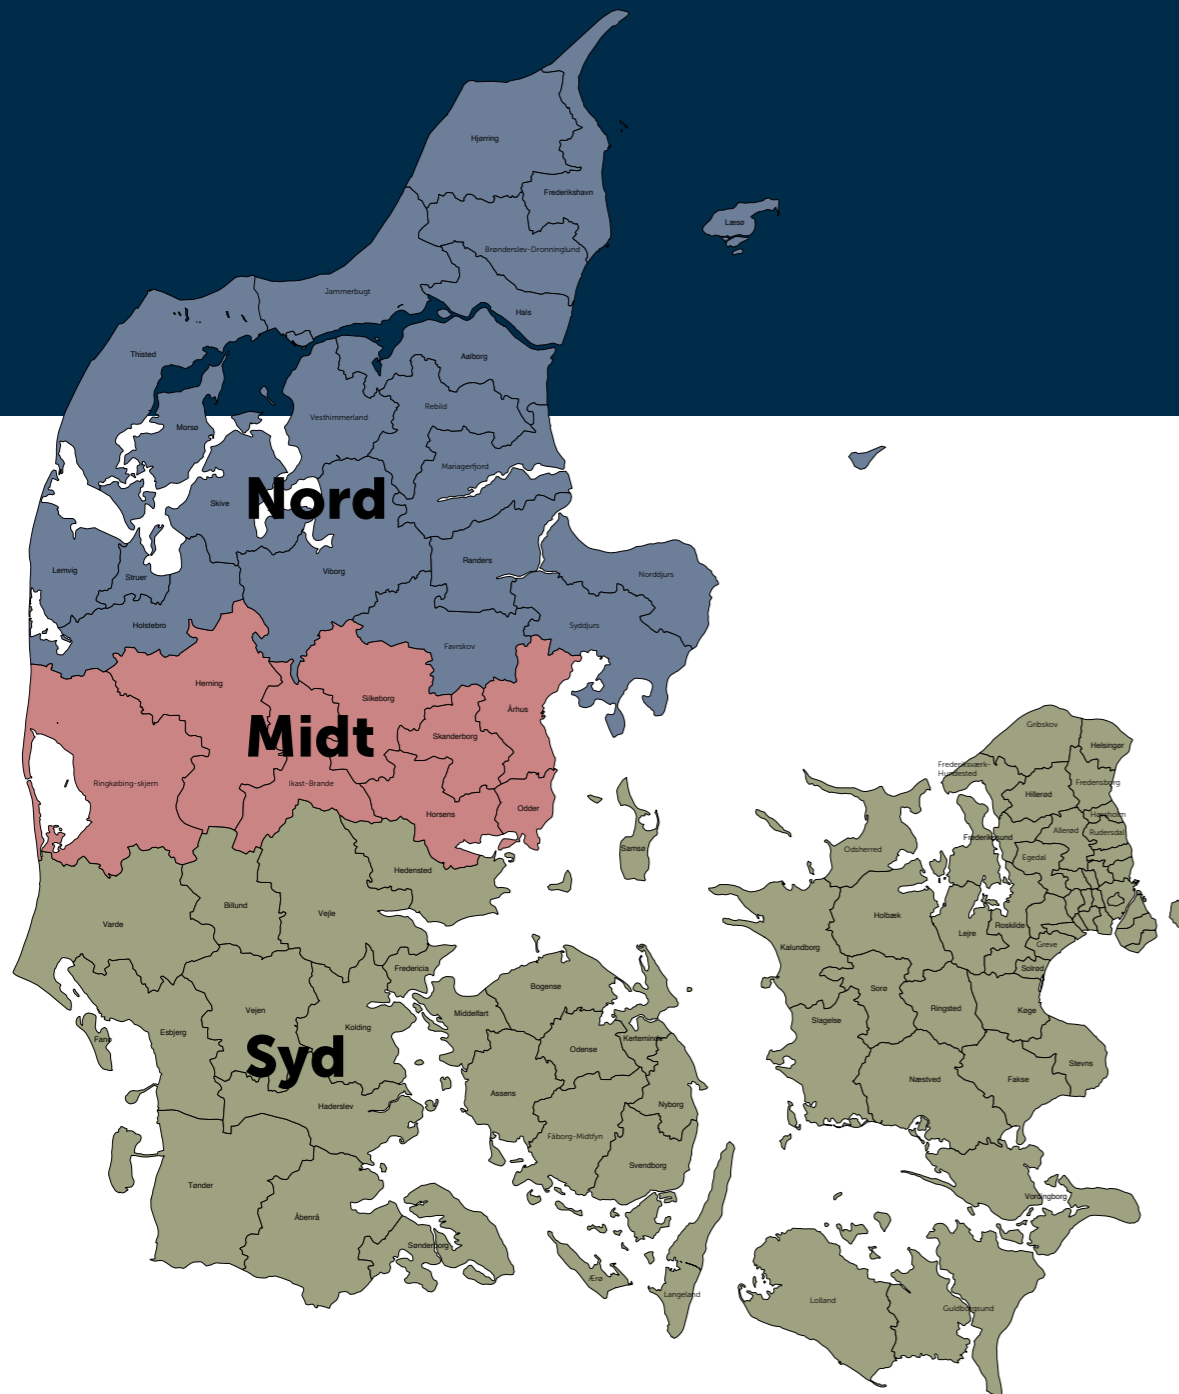 Hjørring
Frederikshavn
Læsø
Brønderslev-Dronninglund
Jammerbugt
Hals
Thisted
Aalborg
Rebild
Vesthimmerland
Morsø
Mariagerfjord
Skive
Nord
Lemvig
Struer
Viborg
Randers
Norddjurs
Holstebro
Syddjurs
Favrskov
Herning
Silkeborg
Århus
Midt
Skanderborg
Ringkøbing-skjern
Ikast-Brande
Horsens
Odder
Gribskov
Helsingør
Frederiksværk-
Hundested
Fredensborg
Hillerød
Hørsholm
Allerød
Rudersdal
Frederikssund
Egedal
Odsherred
Samsø
Hedensted
Billund
Vejle
Varde
Holbæk
Kalundborg
Lejre
Roskilde
Greve
Solrød
Fredericia
Bogense
Sorø
Ringsted
Køge
Vejen
Middelfart
Slagelse
Kolding
Esbjerg
Fanø
Kerteminde
Odense
Syd
Stevns
Næstved
Fakse
Assens
Haderslev
Nyborg
Fåborg-Midtfyn
Svendborg
Tønder
Vordingborg
Åbenrå
Sønderborg
Ærø
Langeland
Lolland
Guldborgsund